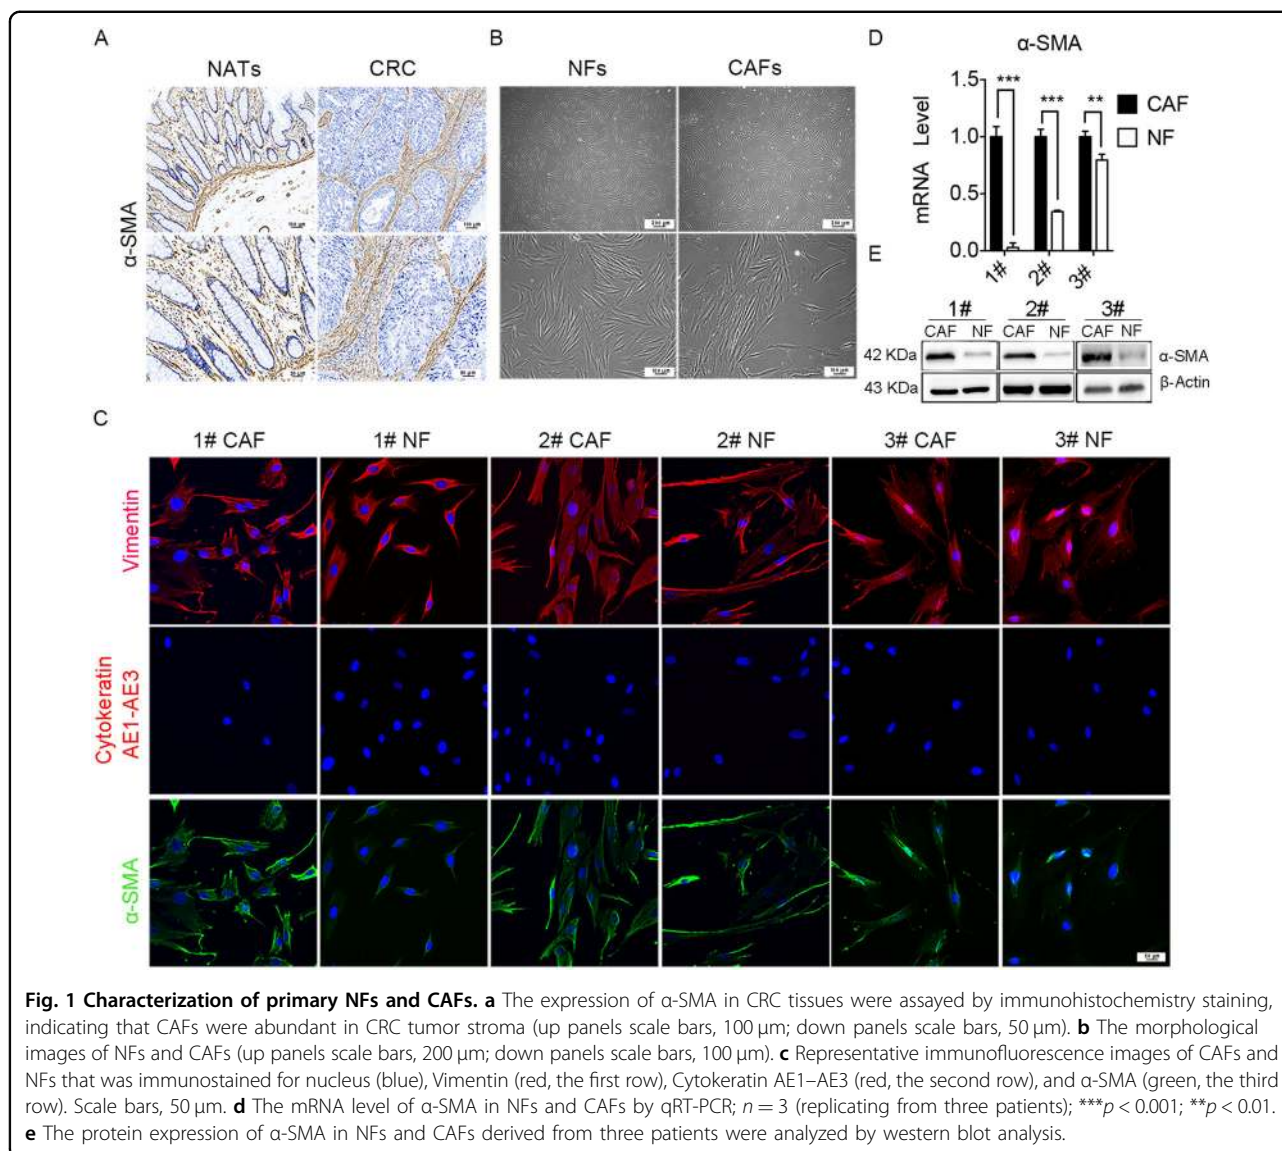 A
B
D
NATs
CRC
NFs
CAFs
α-SMA
α-SMA
mRNA Level
1.5
1.0
0.5
0.0
***
***
**
CAF
NF
1#
2#
3#
E
1#
2#
3#
CAF
NF
CAF
NF
CAF
NF
42 KDa
α-SMA
43 KDa
β-Actin
C
1# CAF
1# NF
2# CAF
2# NF
3# CAF
3# NF
Vimentin
Cytokeratin
AE1-AE3
α-SMA
Fig. 1 Characterization of primary NFs and CAFs. a The expression of α-SMA in CRC tissues were assayed by immunohistochemistry staining,
indicating that CAFs were abundant in CRC tumor stroma (up panels scale bars, 100 μm; down panels scale bars, 50 μm). b The morphological
images of NFs and CAFs (up panels scale bars, 200 μm; down panels scale bars, 100 μm). c Representative immunofluorescence images of CAFs and
NFs that was immunostained for nucleus (blue), Vimentin (red, the first row), Cytokeratin AE1–AE3 (red, the second row), and α-SMA (green, the third
row). Scale bars, 50 μm. d The mRNA level of α-SMA in NFs and CAFs by qRT-PCR; n = 3 (replicating from three patients); ***p < 0.001; **p < 0.01.
e The protein expression of α-SMA in NFs and CAFs derived from three patients were analyzed by western blot analysis.